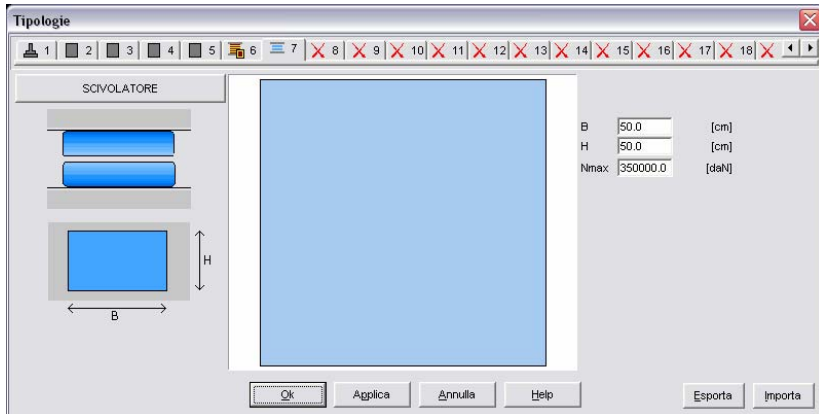 Tipologie
1 2 3 4 5 6 7 8 9 10 11 12 13 14 15 16 17 18
SCIVOLATORE
B 50.0 [cm]
H 50.0 [cm]
Nmax 350000.0 [daN]
H
B
Ok Applica Annulla Help Esporta Importa